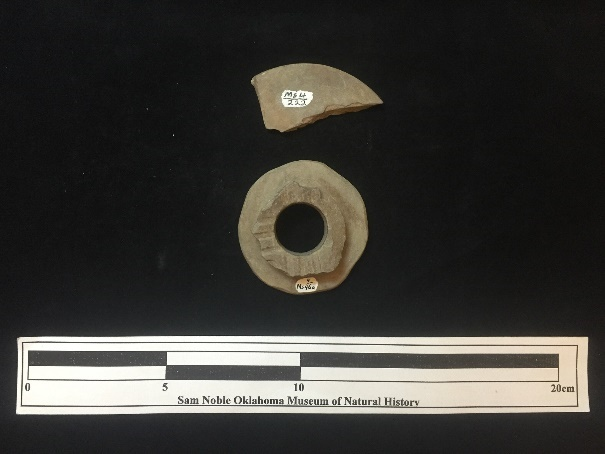 0 5 10 20cm
Sam Noble Oklahoma Museum of Natural History